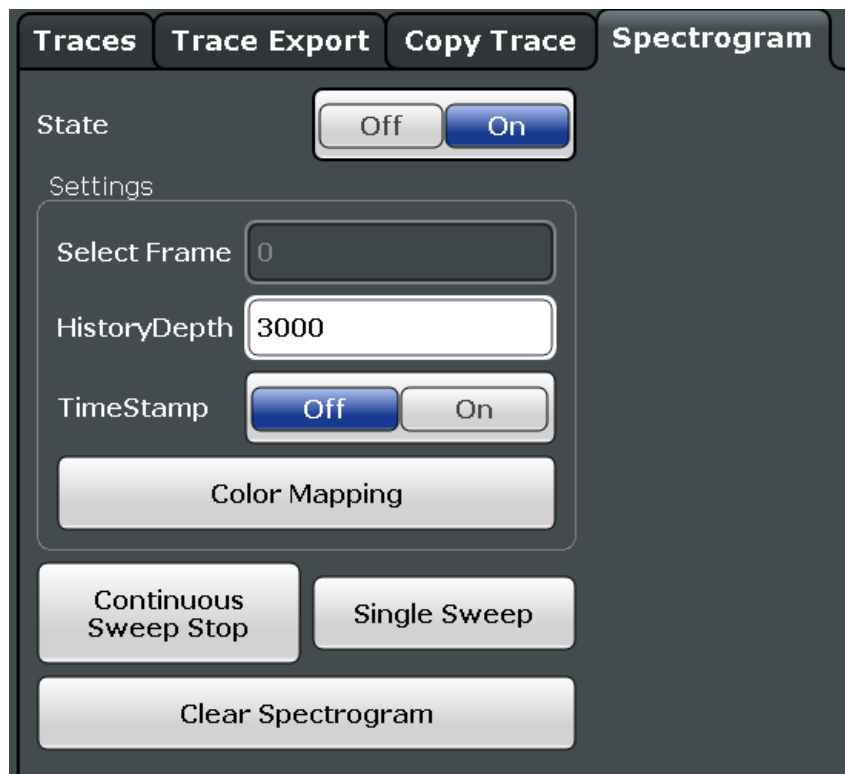 Traces Trace Export Copy Trace Spectrogram
State Off On
Settings
Select Frame 0
HistoryDepth 3000
TimeStamp Off On
Color Mapping
Continuous
Sweep Stop
Single Sweep
Clear Spectrogram